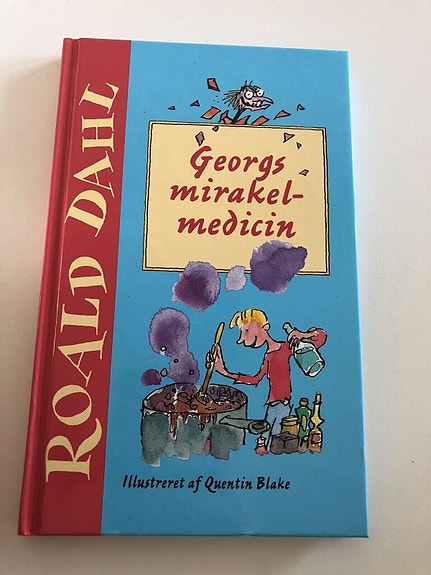 ROALD DAHL
Georgs
mirakel-
medicin
Illustreret af Quentin Blake